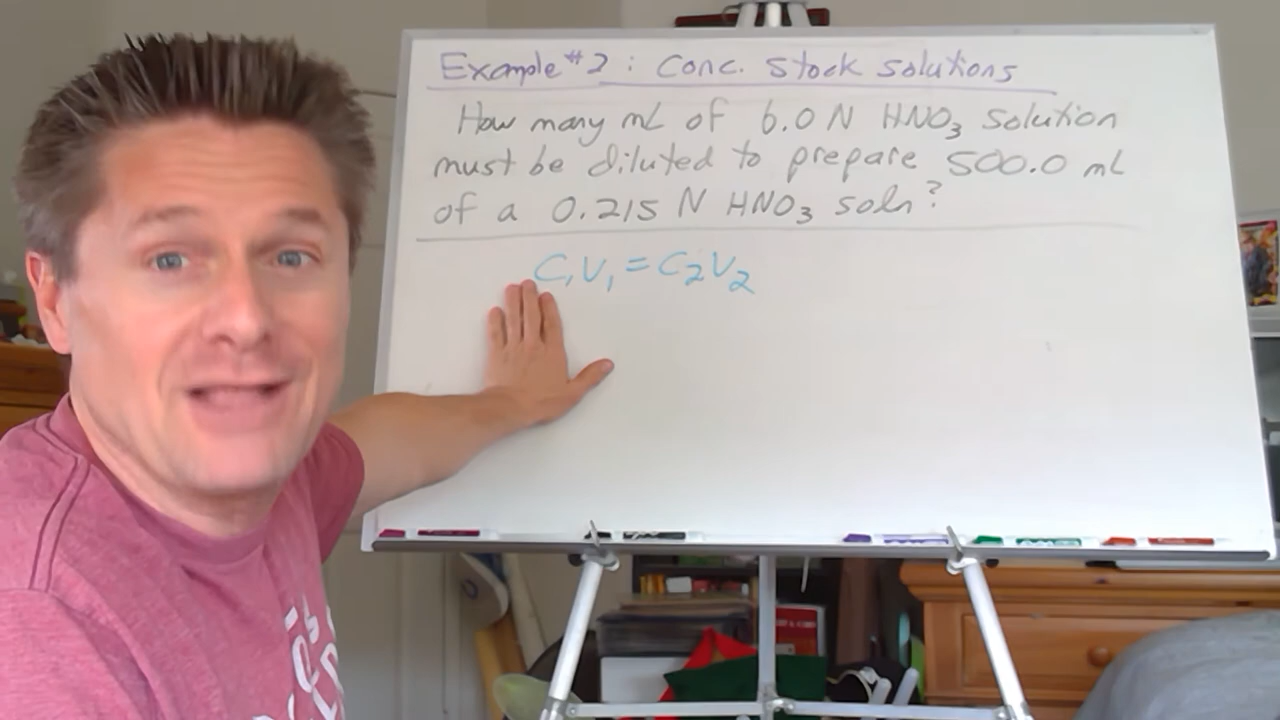 Example #2 : Conc. Stock Solutions
How many mL of 6.0 N HNO₃ solution
must be diluted to prepare 500.0 mL
of a 0.215 N HNO₃ soln?
C₁V₁ = C₂V₂